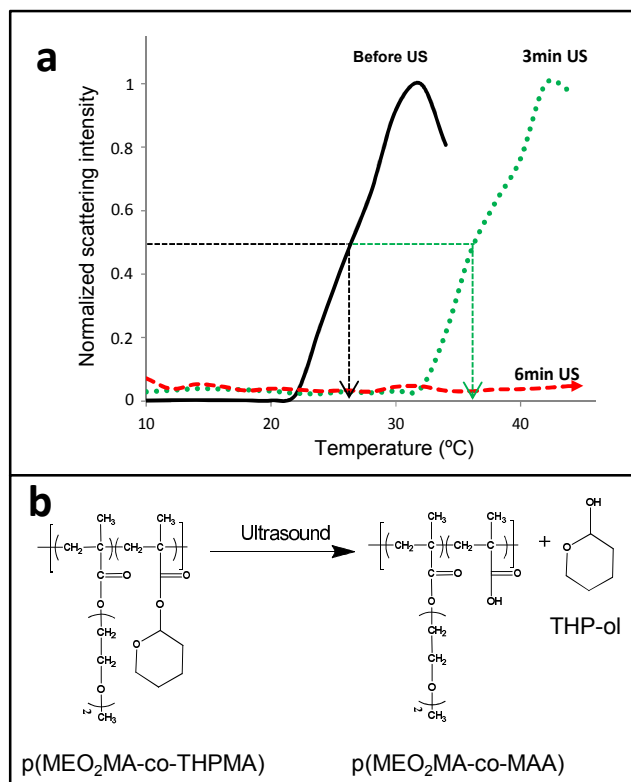 a
Before US
3min US
Normalized scattering intensity
1
0.8
0.6
0.4
0.2
0
6min US
10
20
30
40
Temperature (ºC)
b
CH₃
CH₃
Ultrasound
CH₃
CH₃
OH
CH₂
C
CH₂
C
CH₂
C
CH₂
C
+
O
C
O
C
O
C
O
C
O
THP-ol
O
O
O
OH
CH₂
O
CH₂
CH₂
CH₂
O
O
2
CH₃
2
CH₃
p(MEO₂MA-co-THPMA)
p(MEO₂MA-co-MAA)